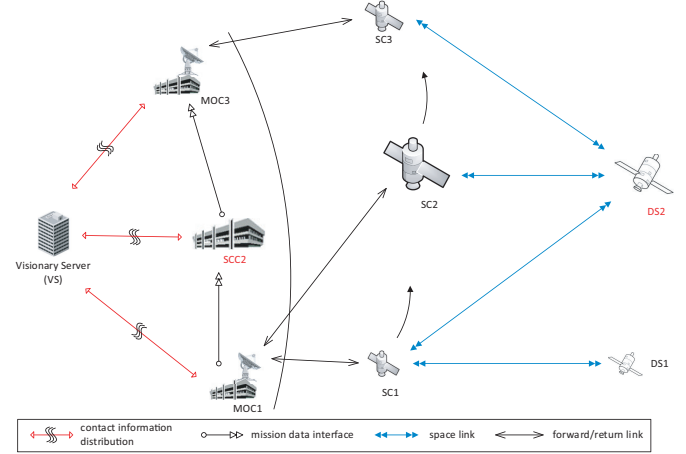 SC3
MOC3
SC2
DS2
SCC2
Visionary Server
(VS)
DS1
SC1
MOC1
contact information
distribution
mission data interface
space link
forward/return link